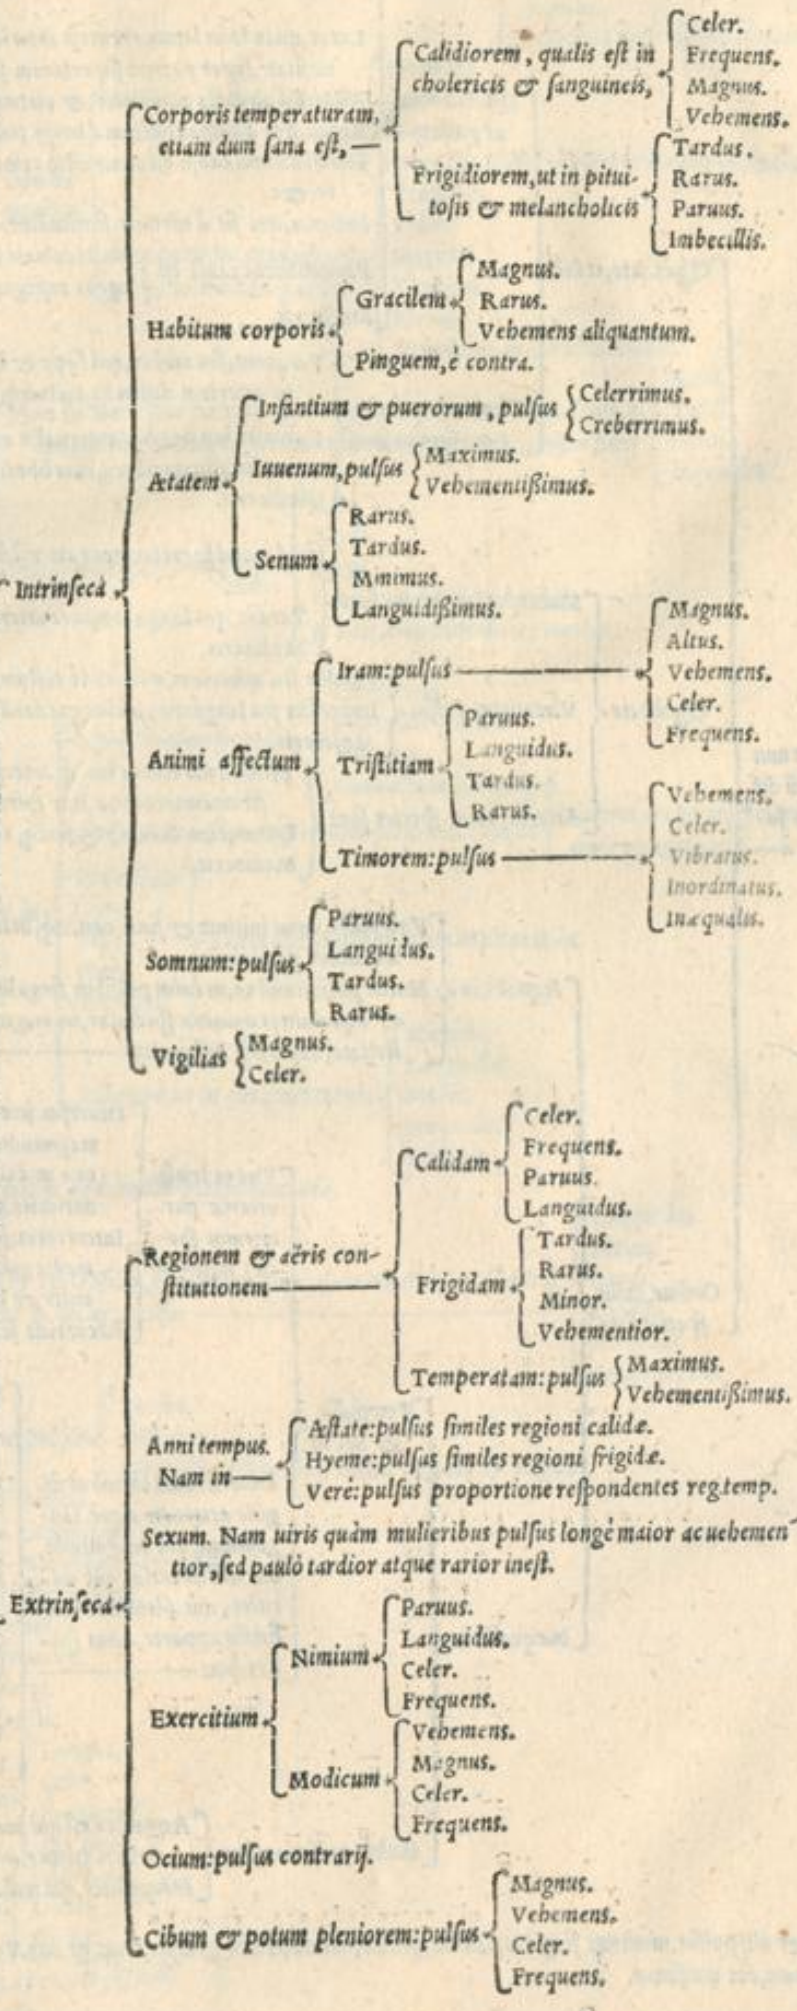 Celer.
Calidiorem, qualis eſt in
Frequens.
cholericis & ſanguineis,
Magnus.
Corporis temperaturam,
Vehemens.
etiam dum ſana eſt,—
Tardus.
Frigidiorem, ut in pitui-
Rarus.
toſis & melancholicis
Paruus.
Imbecillis.
Magnus.
Gracilem
Rarus.
Habitum corporis
Vehemens aliquantum.
Pinguem, è contra.
Infantium & puerorum, pulſus
Celerrimus.
Creberrimus.
Iuuenum, pulſus
Maximus.
Ætatem
Vehementißimus.
Rarus.
Tardus.
Senum
Minimus.
Intrinſecà
Languidißimus.
Magnus.
Altus.
Iram: pulſus
Vehemens.
Celer.
Frequens.
Paruus.
Languidus.
Animi affectum
Triſtitiam
Tardus.
Rarus.
Vehemens.
Celer.
Timorem: pulſus
Vibratus.
Inordinatus.
Inæqualis.
Paruus.
Languidus.
Somnum: pulſus
Tardus.
Rarus.
Vigilias
Magnus.
Celer.
Celer.
Frequens.
Calidam
Paruus.
Languidus.
Regionem & aëris con-
Tardus.
ſtitutionem—
Rarus.
Frigidam
Minor.
Vehementior.
Temperatam: pulſus
Maximus.
Vehementißimus.
Æſtate: pulſus ſimiles regioni calidæ.
Anni tempus.
Hyeme: pulſus ſimiles regioni frigidæ.
Nam in—
Verè: pulſus proportione reſpondentes reg. temp.
Sexum. Nam uiris quàm mulieribus pulſus longè maior ac uehemen
tior, ſed paulò tardior atque rarior ineſt.
Extrinſecà
Paruus.
Languidus.
Nimium
Celer.
Frequens.
Exercitium
Vehemens.
Magnus.
Modicum
Celer.
Frequens.
Ocium: pulſus contrarij.
Magnus.
Vehemens.
Cibum & potum pleniorem: pulſus
Celer.
Frequens.